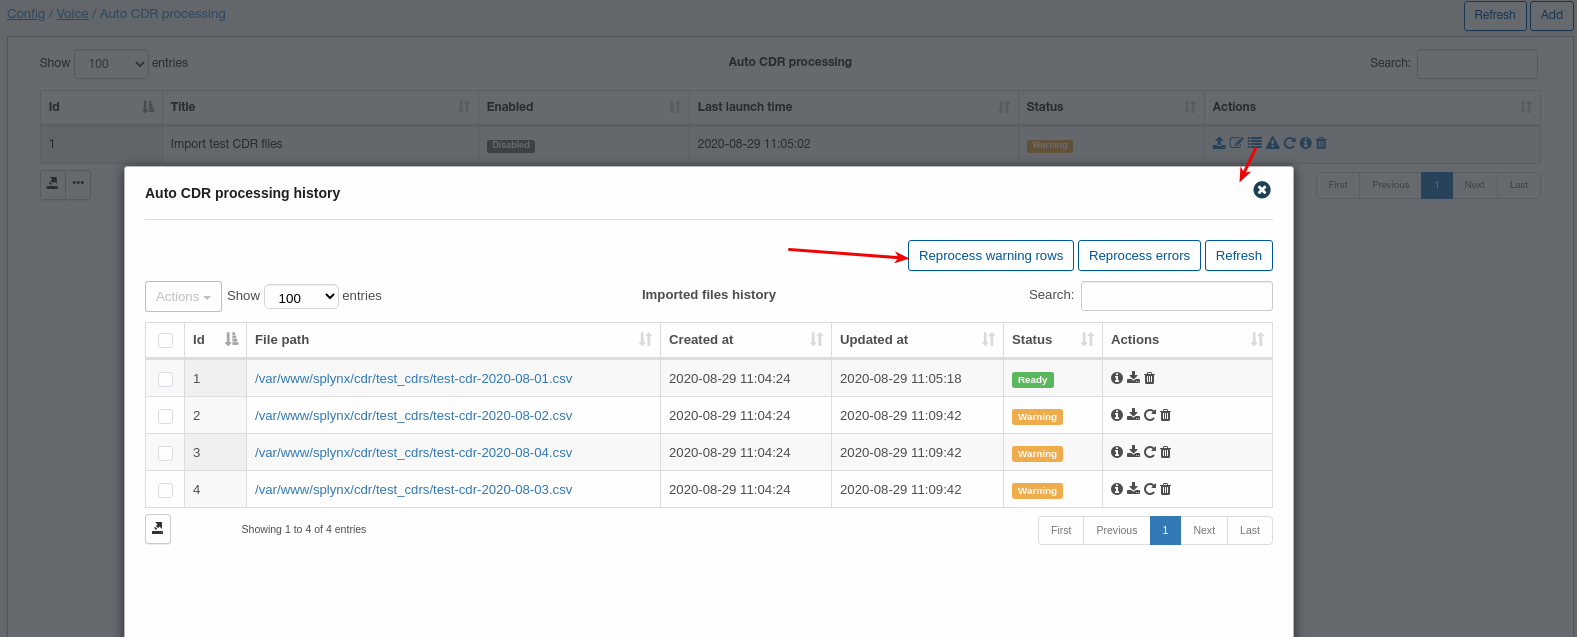 Config / Voice / Auto CDR processing
Refresh Add
Show 100 entries Auto CDR processing Search:
Id Title Enabled Last launch time Status Actions
1 Import test CDR files Disabled 2020-08-29 11:05:02 Warning
First Previous 1 Next Last
Auto CDR processing history
Reprocess warning rows Reprocess errors Refresh
Actions Show 100 entries Imported files history Search:
Id File path Created at Updated at Status Actions
1 /var/www/splynx/cdr/test_cdrs/test-cdr-2020-08-01.csv 2020-08-29 11:04:24 2020-08-29 11:05:18 Ready
2 /var/www/splynx/cdr/test_cdrs/test-cdr-2020-08-02.csv 2020-08-29 11:04:24 2020-08-29 11:09:42 Warning
3 /var/www/splynx/cdr/test_cdrs/test-cdr-2020-08-04.csv 2020-08-29 11:04:24 2020-08-29 11:09:42 Warning
4 /var/www/splynx/cdr/test_cdrs/test-cdr-2020-08-03.csv 2020-08-29 11:04:24 2020-08-29 11:09:42 Warning
Showing 1 to 4 of 4 entries First Previous 1 Next Last